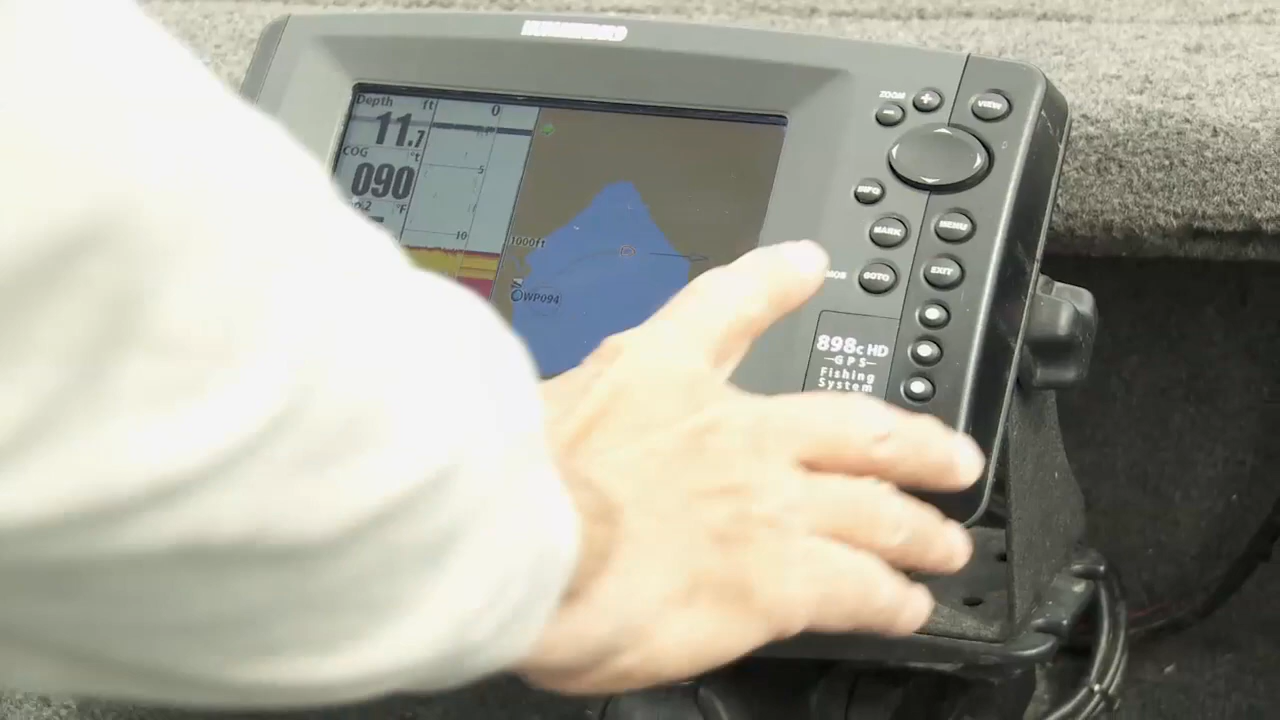 HUMMINBIRD
Depth ft
11.7
COG °t
090
°F
0
5
10
1000ft
WP094
ZOOM
+
-
VIEW
INFO
MARK
MENU
GOTO
EXIT
898c HD
GPS
Fishing
System